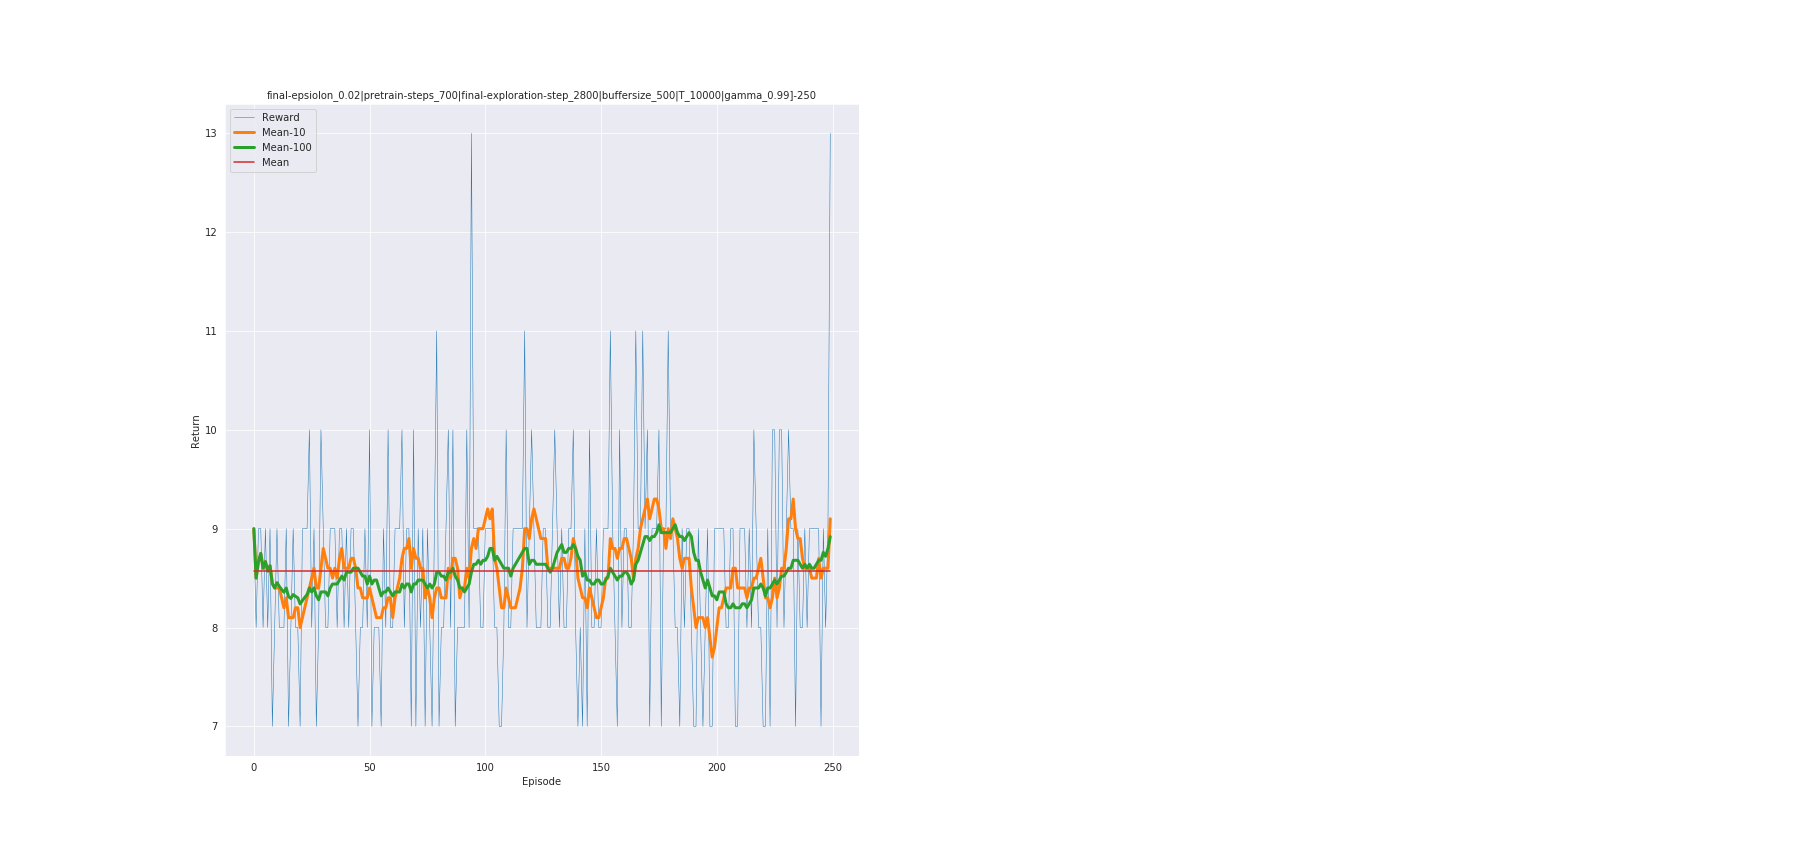 final-epsiolon_0.02|pretrain-steps_700|final-exploration-step_2800|buffersize_500|T_10000|gamma_0.99]-250
Reward
Mean-10
Mean-100
Mean
13
12
11
10
9
8
7
Return
0 50 100 150 200 250
Episode